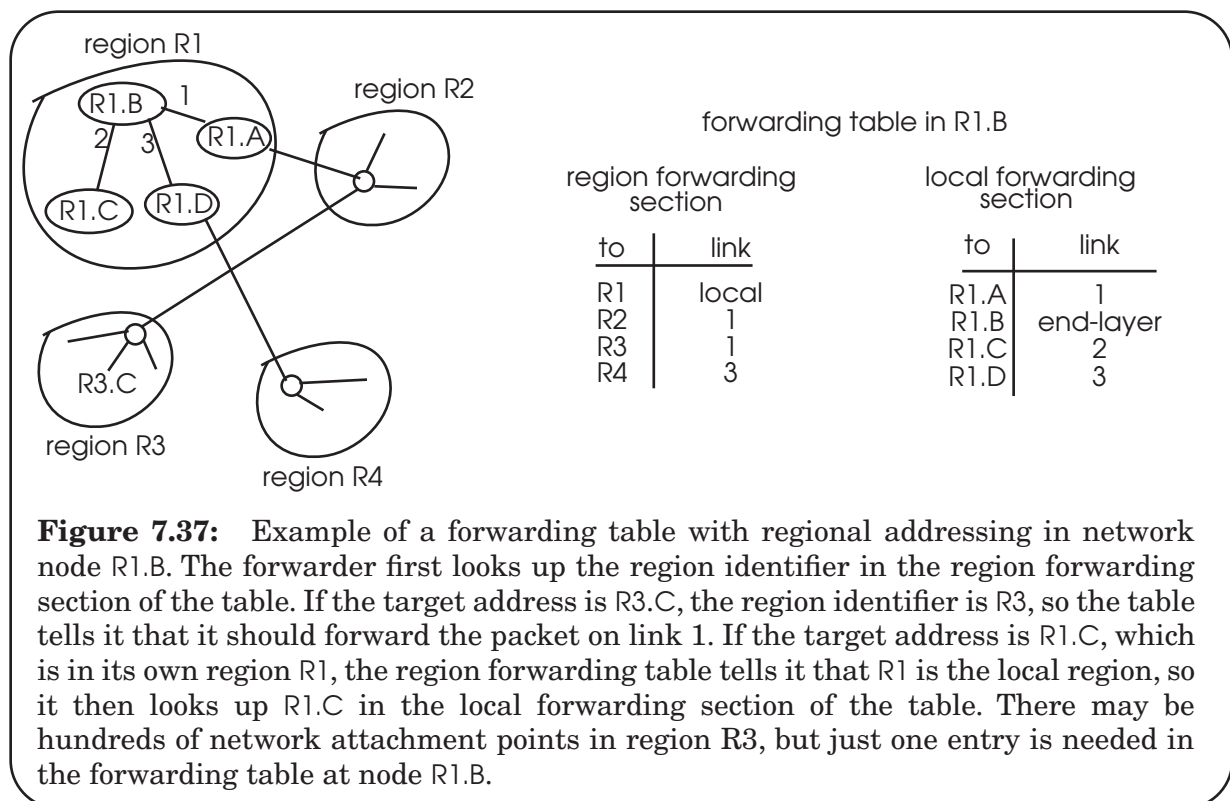 region R1
R1.B
1
2
3
R1.A
R1.C
R1.D
region R2
R3.C
region R3
region R4
forwarding table in R1.B
region forwarding
section
to link
R1 local
R2 1
R3 1
R4 3
local forwarding
section
to link
R1.A 1
R1.B end-layer
R1.C 2
R1.D 3
Figure 7.37: Example of a forwarding table with regional addressing in network
node R1.B. The forwarder first looks up the region identifier in the region forwarding
section of the table. If the target address is R3.C, the region identifier is R3, so the table
tells it that it should forward the packet on link 1. If the target address is R1.C, which
is in its own region R1, the region forwarding table tells it that R1 is the local region, so
it then looks up R1.C in the local forwarding section of the table. There may be
hundreds of network attachment points in region R3, but just one entry is needed in
the forwarding table at node R1.B.